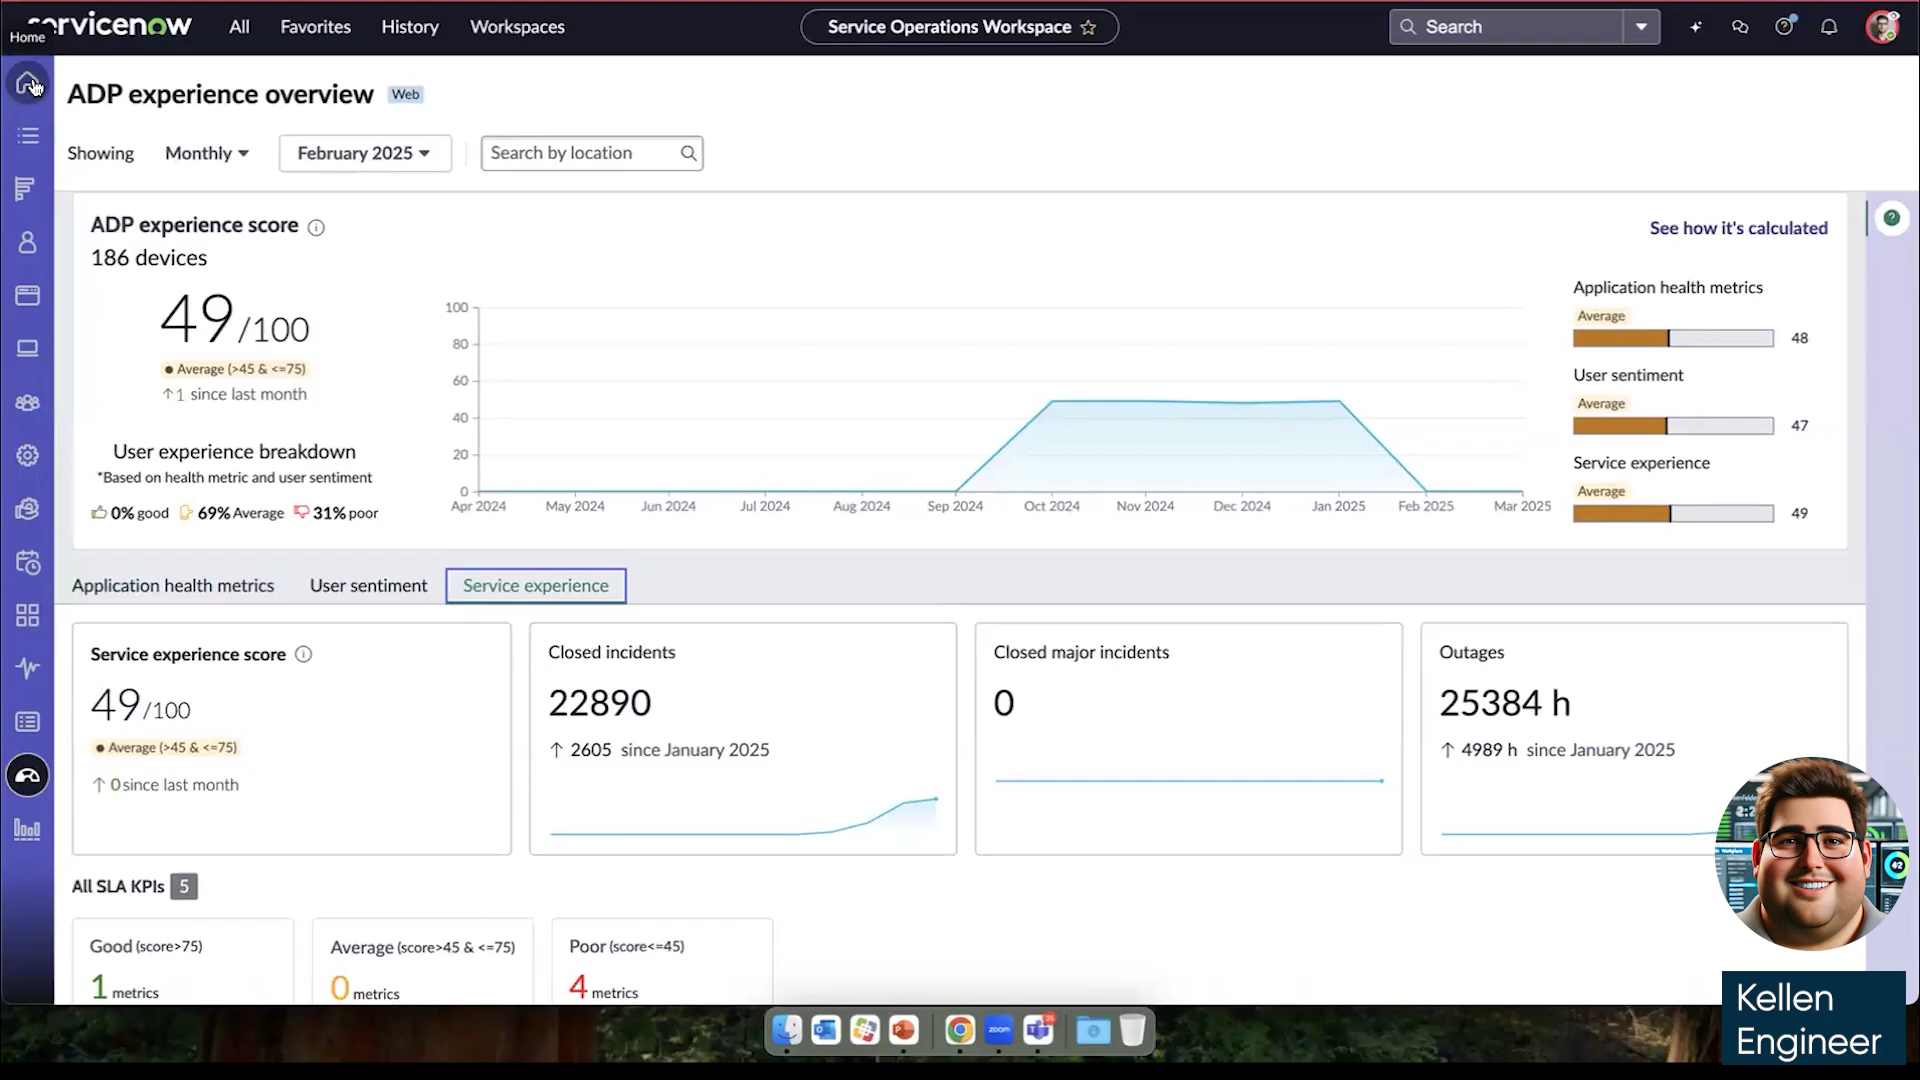 Home
servicenow
All
Favorites
History
Workspaces
Service Operations Workspace
Search
ADP experience overview
Web
Showing
Monthly
February 2025
Search by location
ADP experience score
See how it's calculated
186 devices
49/100
Average (>45 & <=75)
↑1 since last month
User experience breakdown
*Based on health metric and user sentiment
0% good
69% Average
31% poor
100
80
60
40
20
0
Apr 2024
May 2024
Jun 2024
Jul 2024
Aug 2024
Sep 2024
Oct 2024
Nov 2024
Dec 2024
Jan 2025
Feb 2025
Mar 2025
Application health metrics
Average
48
User sentiment
Average
47
Service experience
Average
49
Application health metrics
User sentiment
Service experience
Service experience score
49/100
Average (>45 & <=75)
↑ 0 since last month
Closed incidents
22890
↑ 2605 since January 2025
Closed major incidents
0
Outages
25384 h
↑ 4989 h since January 2025
All SLA KPIs 5
Good (score>75)
1 metrics
Average (score>45 & <=75)
0 metrics
Poor (score<=45)
4 metrics
zoom
42
Kellen
Engineer